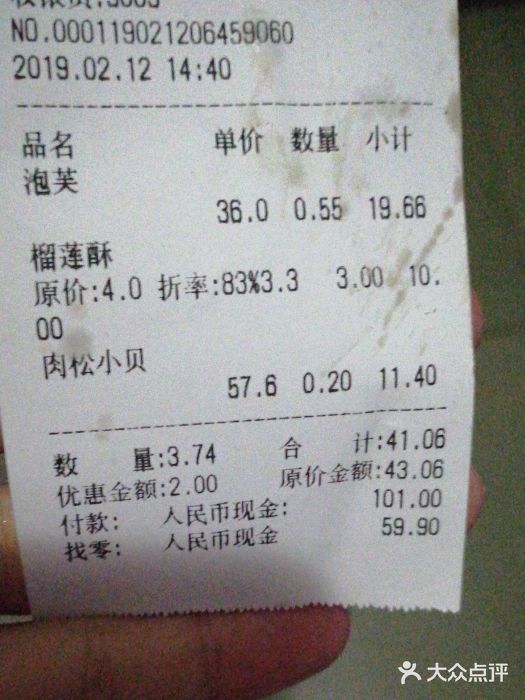 NO.000119021206459060
2019.02.12 14:40
品名 单价 数量 小计
泡芙
36.0 0.55 19.66
榴莲酥
原价:4.0 折率:83%3.3 3.00 10.
00
肉松小贝
57.6 0.20 11.40
数 量:3.74 合 计:41.06
优惠金额:2.00 原价金额:43.06
付款: 人民币现金: 101.00
找零: 人民币现金 59.90
大众点评